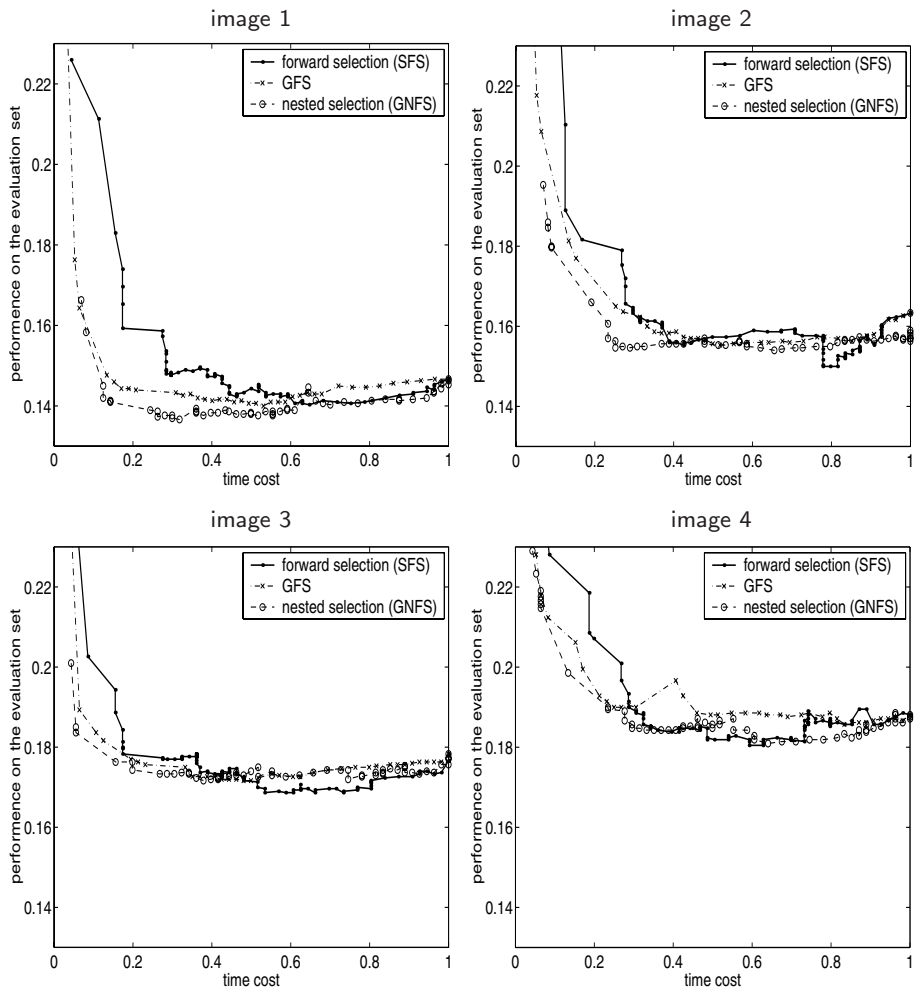 image 1
image 2
performence on the evaluation set
0.22
0.2
0.18
0.16
0.14
0
0.2
0.4
0.6
0.8
1
time cost
forward selection (SFS)
GFS
nested selection (GNFS)
performence on the evaluation set
0.22
0.2
0.18
0.16
0.14
0
0.2
0.4
0.6
0.8
1
time cost
forward selection (SFS)
GFS
nested selection (GNFS)
image 3
image 4
performence on the evaluation set
0.22
0.2
0.18
0.16
0.14
0
0.2
0.4
0.6
0.8
1
time cost
forward selection (SFS)
GFS
nested selection (GNFS)
performence on the evaluation set
0.22
0.2
0.18
0.16
0.14
0
0.2
0.4
0.6
0.8
1
time cost
forward selection (SFS)
GFS
nested selection (GNFS)